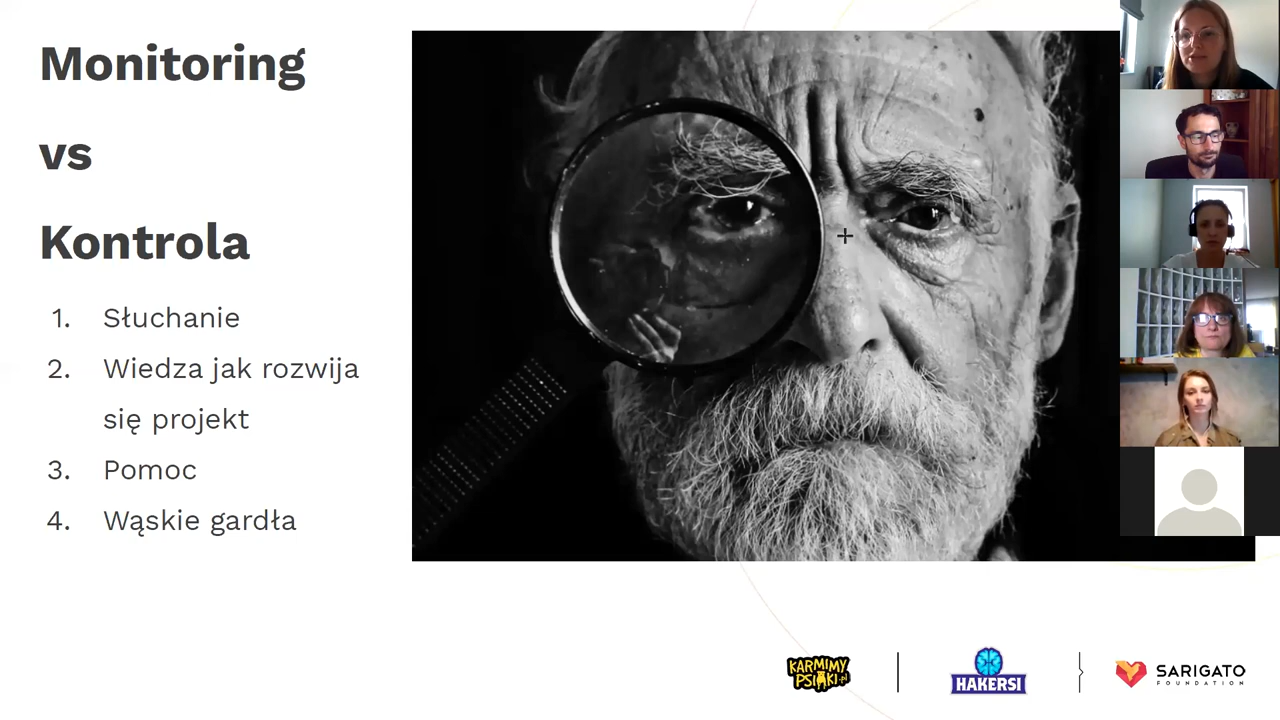 Monitoring
vs
Kontrola
1. Słuchanie
2. Wiedza jak rozwija
się projekt
3. Pomoc
4. Wąskie gardła
KARMIMY
PSIAKI.pl
HAKERSI
SARIGATO
FOUNDATION